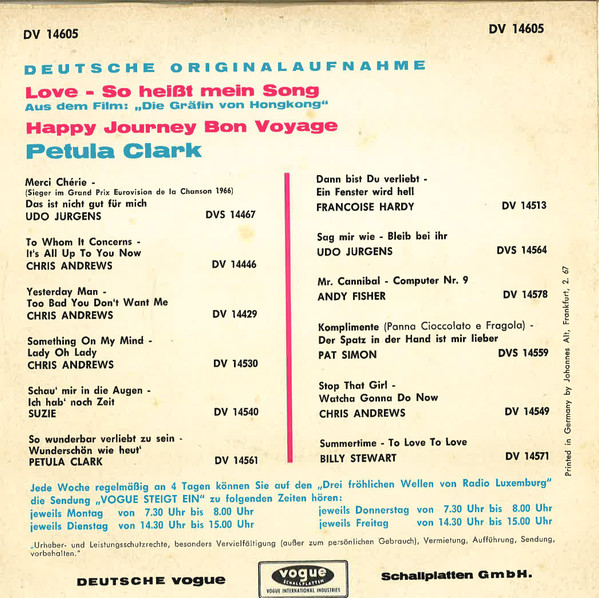 DV 14605
DV 14605
DEUTSCHE ORIGINALAUFNAHME
Love - So heißt mein Song
Aus dem Film: „Die Gräfin von Hongkong“
Happy Journey Bon Voyage
Petula Clark
Merci Chérie -
(Sieger im Grand Prix Eurovision de la Chanson 1966)
Das ist nicht gut für mich
UDO JURGENS DVS 14467
To Whom It Concerns -
It's All Up To You Now
CHRIS ANDREWS DV 14446
Yesterday Man -
Too Bad You Don't Want Me
CHRIS ANDREWS DV 14429
Something On My Mind -
Lady Oh Lady
CHRIS ANDREWS DV 14530
Schau' mir in die Augen -
Ich hab' noch Zeit
SUZIE DV 14540
So wunderbar verliebt zu sein -
Wunderschön wie heut'
PETULA CLARK DV 14561
Dann bist Du verliebt -
Ein Fenster wird hell
FRANCOISE HARDY DV 14513
Sag mir wie - Bleib bei ihr
UDO JURGENS DVS 14564
Mr. Cannibal - Computer Nr. 9
ANDY FISHER DV 14578
Komplimente (Panna Cioccolato e Fragola) -
Der Spatz in der Hand ist mir lieber
PAT SIMON DVS 14559
Stop That Girl -
Watcha Gonna Do Now
CHRIS ANDREWS DV 14549
Summertime - To Love To Love
BILLY STEWART DV 14571
Printed in Germany by Johannes Alt, Frankfurt, 2. 67
Jede Woche regelmäßig an 4 Tagen können Sie auf den „Drei fröhlichen Wellen von Radio Luxemburg“
die Sendung „VOGUE STEIGT EIN“ zu folgenden Zeiten hören:
jeweils Montag von 7.30 Uhr bis 8.00 Uhr jeweils Donnerstag von 7.30 Uhr bis 8.00 Uhr
jeweils Dienstag von 14.30 Uhr bis 15.00 Uhr jeweils Freitag von 14.30 Uhr bis 15.00 Uhr
„Urheber- und Leistungsschutzrechte, besonders Vervielfältigung (außer zum persönlichen Gebrauch), Vermietung, Aufführung, Sendung,
vorbehalten.“
DEUTSCHE vogue
vogue
SCHALLPLATTEN
VOGUE INTERNATIONAL INDUSTRIES
Schallplatten GmbH.